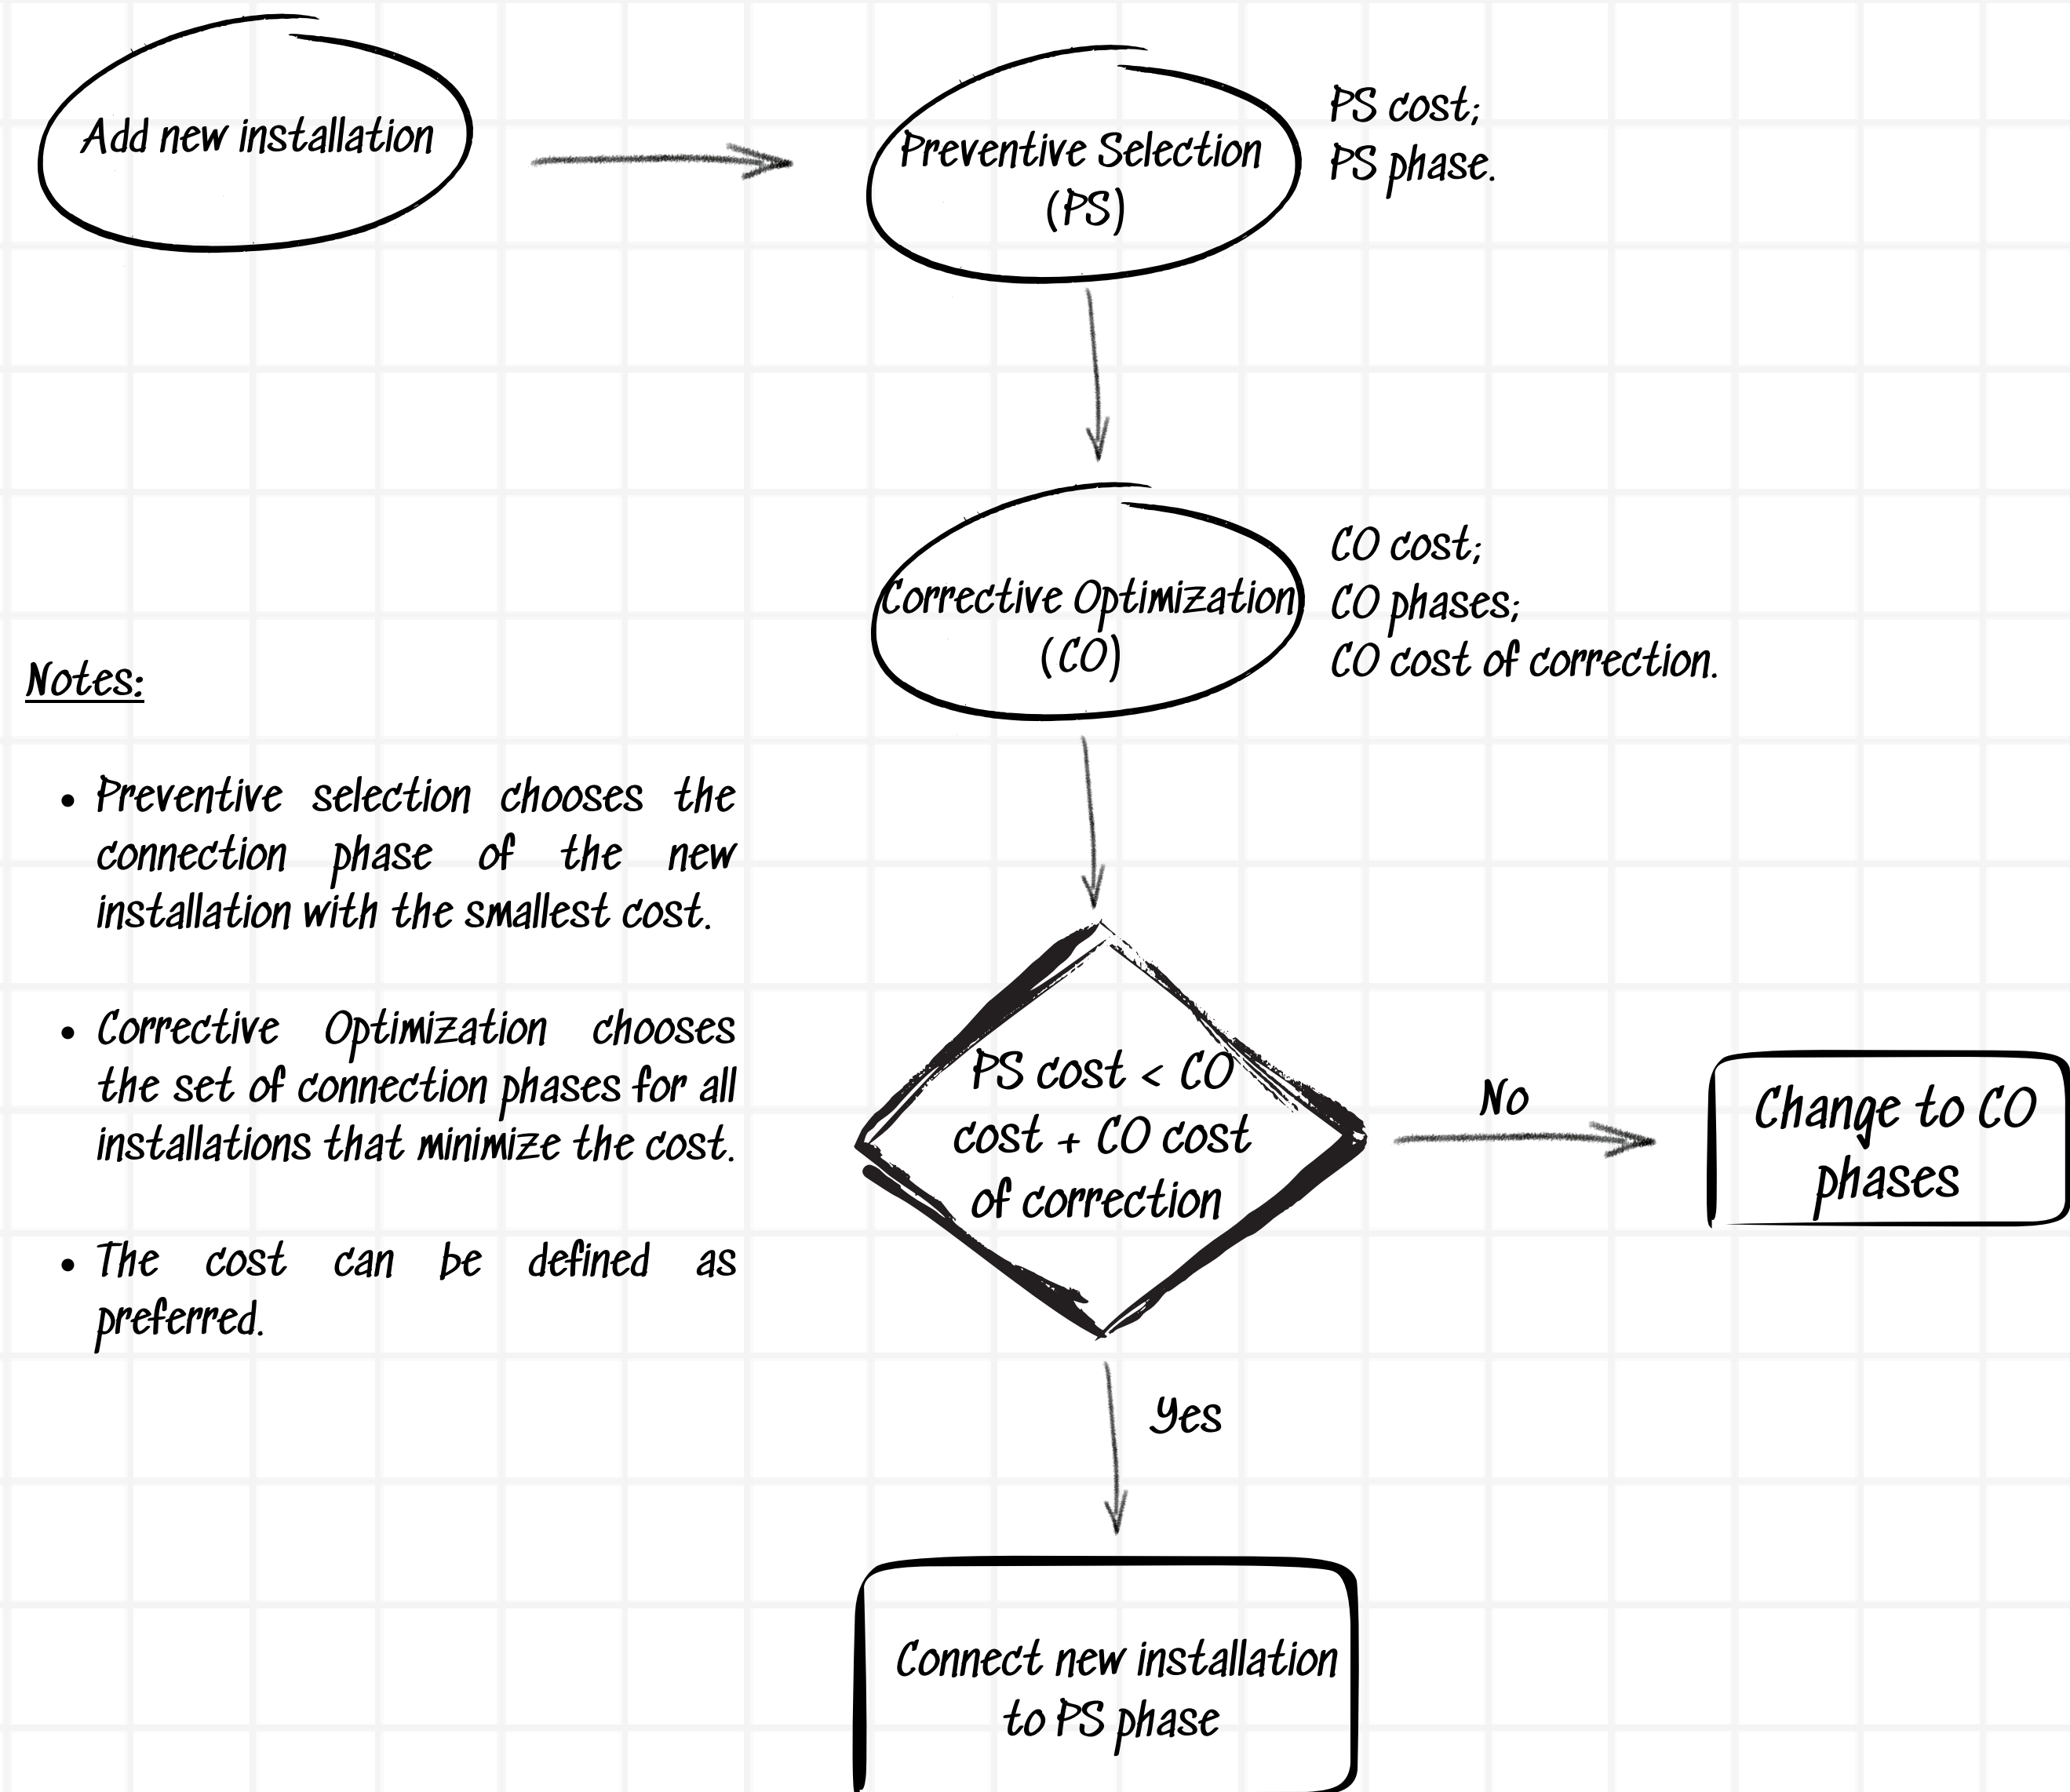 Add new installation
Preventive Selection
(PS)
PS cost;
PS phase.
Corrective Optimization
(CO)
CO cost;
CO phases;
CO cost of correction.
Notes:
• Preventive selection chooses the
connection phase of the new
installation with the smallest cost.
• Corrective Optimization chooses
the set of connection phases for all
installations that minimize the cost.
• The cost can be defined as
preferred.
PS cost < CO
cost + CO cost
of correction
No
Change to CO
phases
Yes
Connect new installation
to PS phase